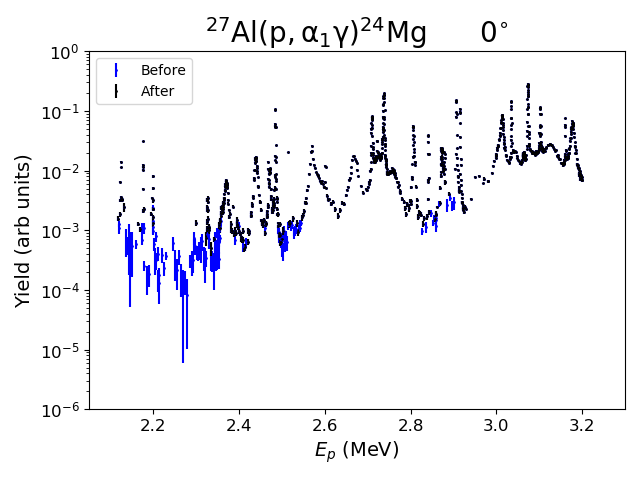 ²⁷Al(p, α₁γ)²⁴Mg 0°
Before
After
Yield (arb units)
10⁰
10⁻¹
10⁻²
10⁻³
10⁻⁴
10⁻⁵
10⁻⁶
2.2 2.4 2.6 2.8 3.0 3.2
Eₚ (MeV)